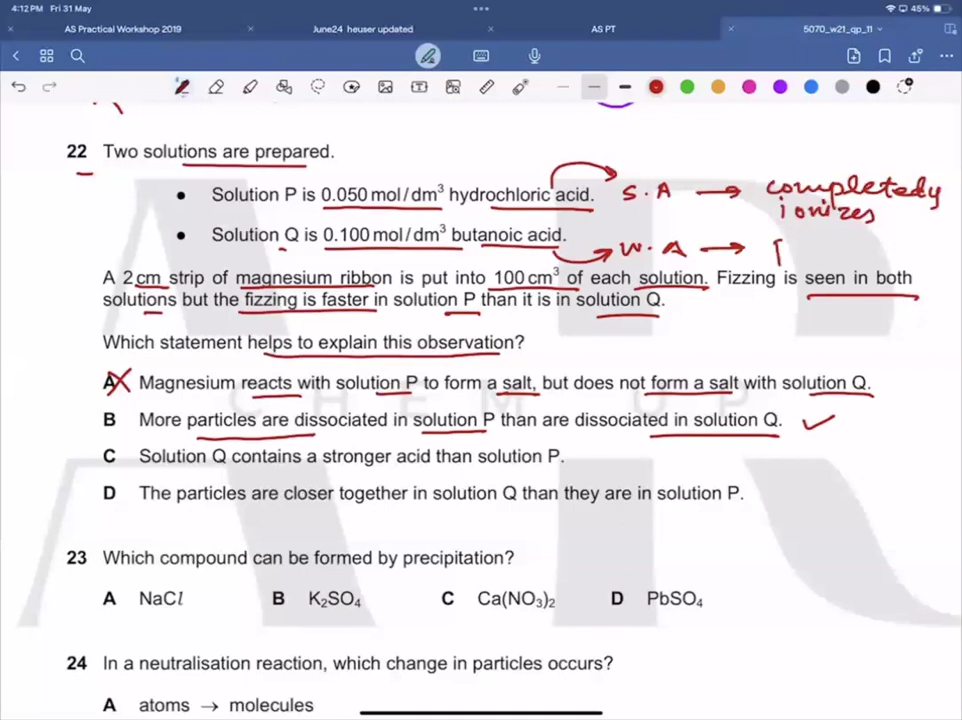 4:12 PM Fri 31 May
45%
AS Practical Workshop 2019
June24 heuser updated
AS PT
5070_w21_qp_11
22 Two solutions are prepared.
• Solution P is 0.050 mol/dm³ hydrochloric acid. S.A → completedy
ionizes
• Solution Q is 0.100 mol/dm³ butanoic acid. W.A →
A 2 cm strip of magnesium ribbon is put into 100 cm³ of each solution. Fizzing is seen in both
solutions but the fizzing is faster in solution P than it is in solution Q.
Which statement helps to explain this observation?
A Magnesium reacts with solution P to form a salt, but does not form a salt with solution Q.
B More particles are dissociated in solution P than are dissociated in solution Q.
C Solution Q contains a stronger acid than solution P.
D The particles are closer together in solution Q than they are in solution P.
CHEM UP
23 Which compound can be formed by precipitation?
A NaCl B K₂SO₄ C Ca(NO₃)₂ D PbSO₄
24 In a neutralisation reaction, which change in particles occurs?
A atoms → molecules